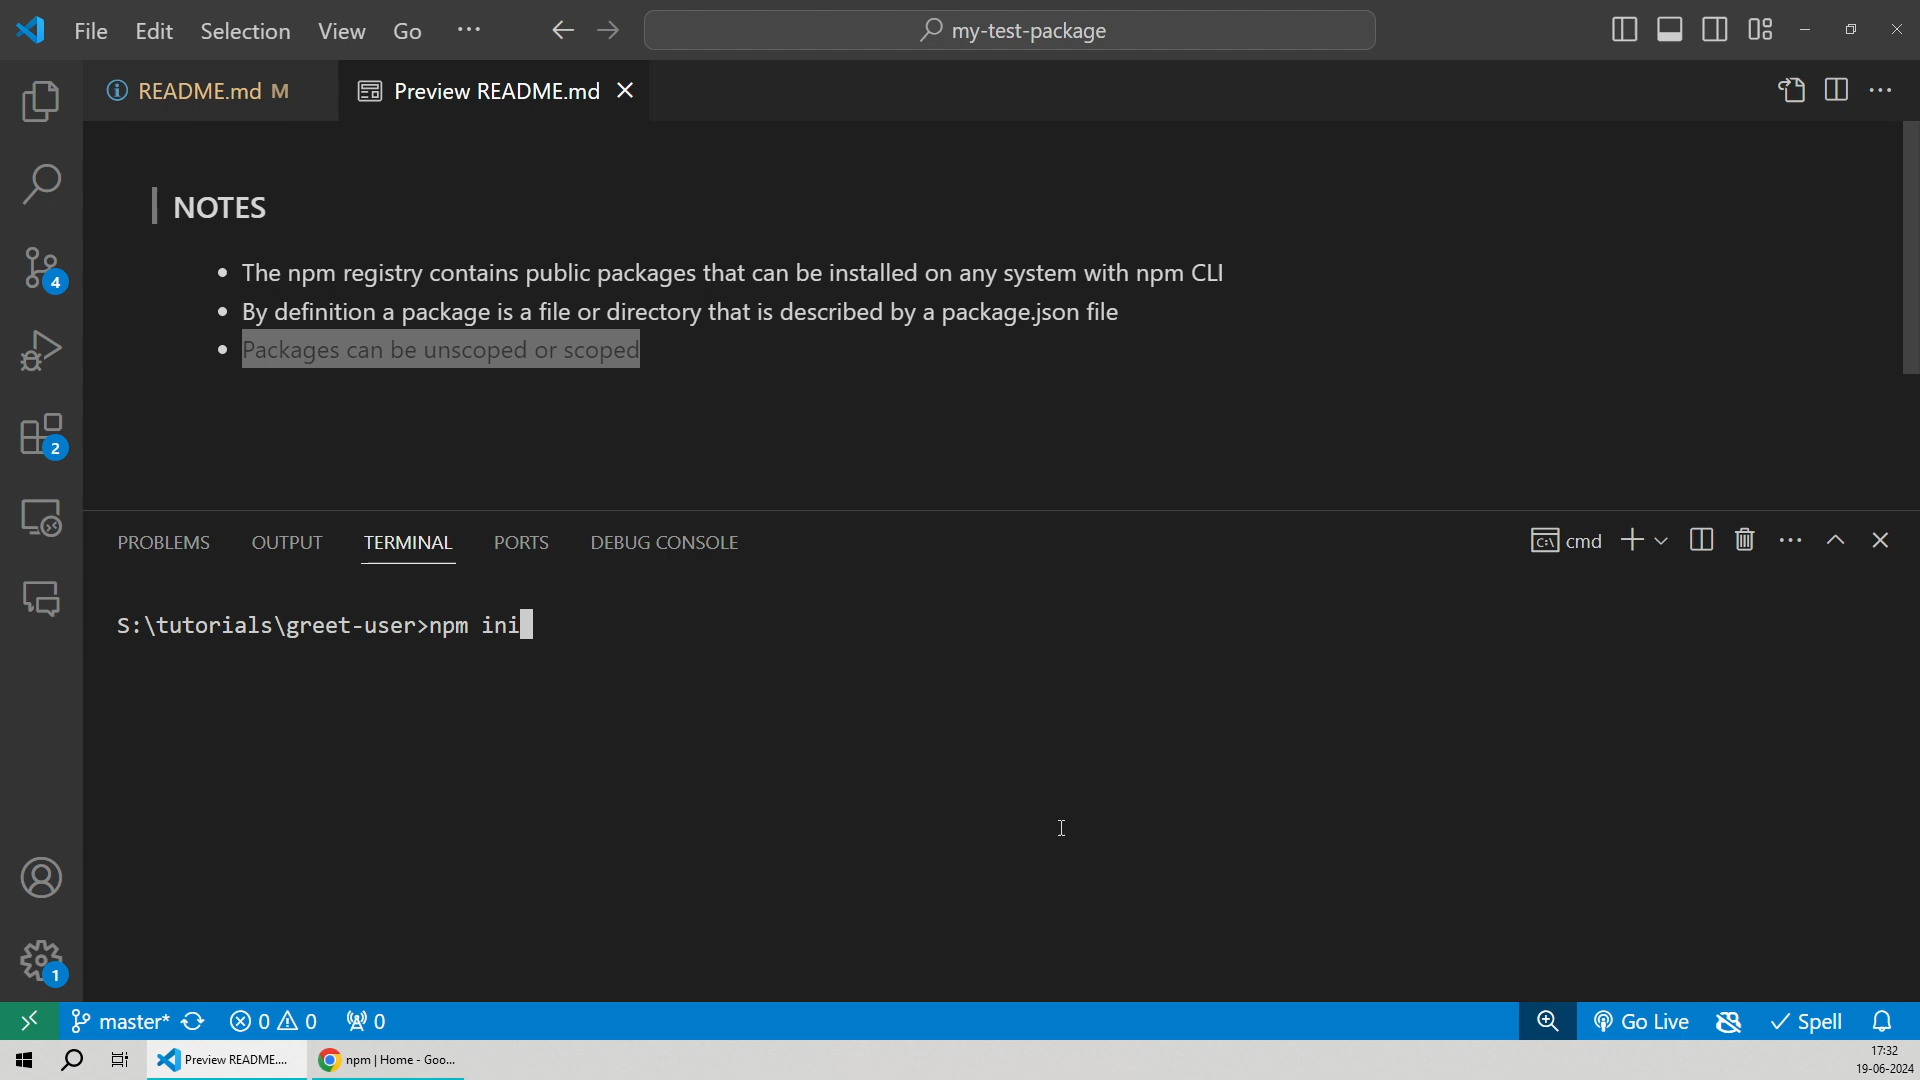 File Edit Selection View Go ···
my-test-package
README.md M
Preview README.md
NOTES
The npm registry contains public packages that can be installed on any system with npm CLI
By definition a package is a file or directory that is described by a package.json file
Packages can be unscoped or scoped
4
2
1
PROBLEMS OUTPUT TERMINAL PORTS DEBUG CONSOLE
cmd
S:\tutorials\greet-user>npm ini
master* 0 0 0
Go Live Spell
Preview README....
npm | Home - Goo...
17:32
19-06-2024